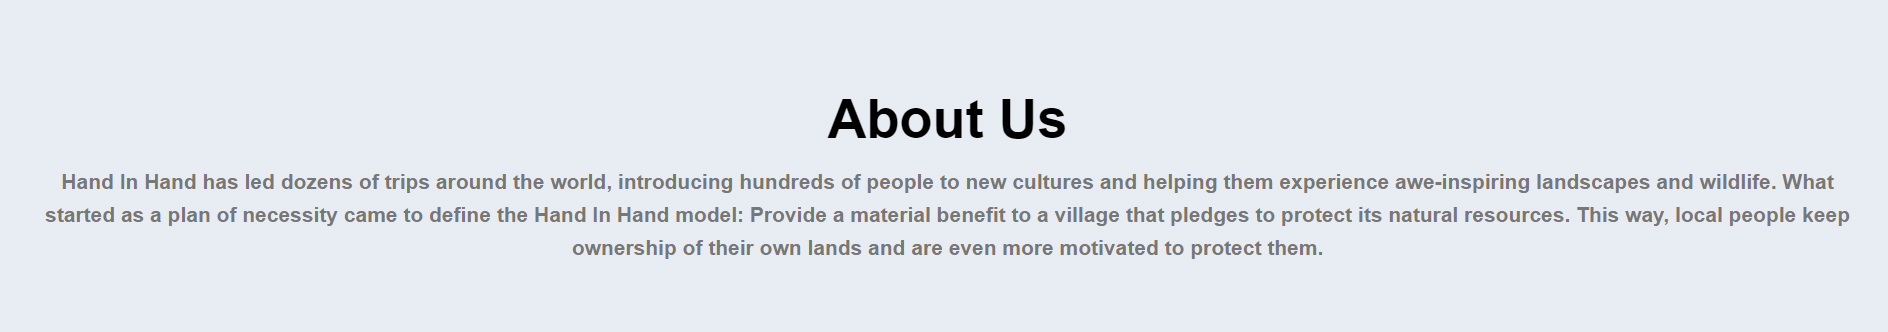 About Us
Hand In Hand has led dozens of trips around the world, introducing hundreds of people to new cultures and helping them experience awe-inspiring landscapes and wildlife. What
started as a plan of necessity came to define the Hand In Hand model: Provide a material benefit to a village that pledges to protect its natural resources. This way, local people keep
ownership of their own lands and are even more motivated to protect them.